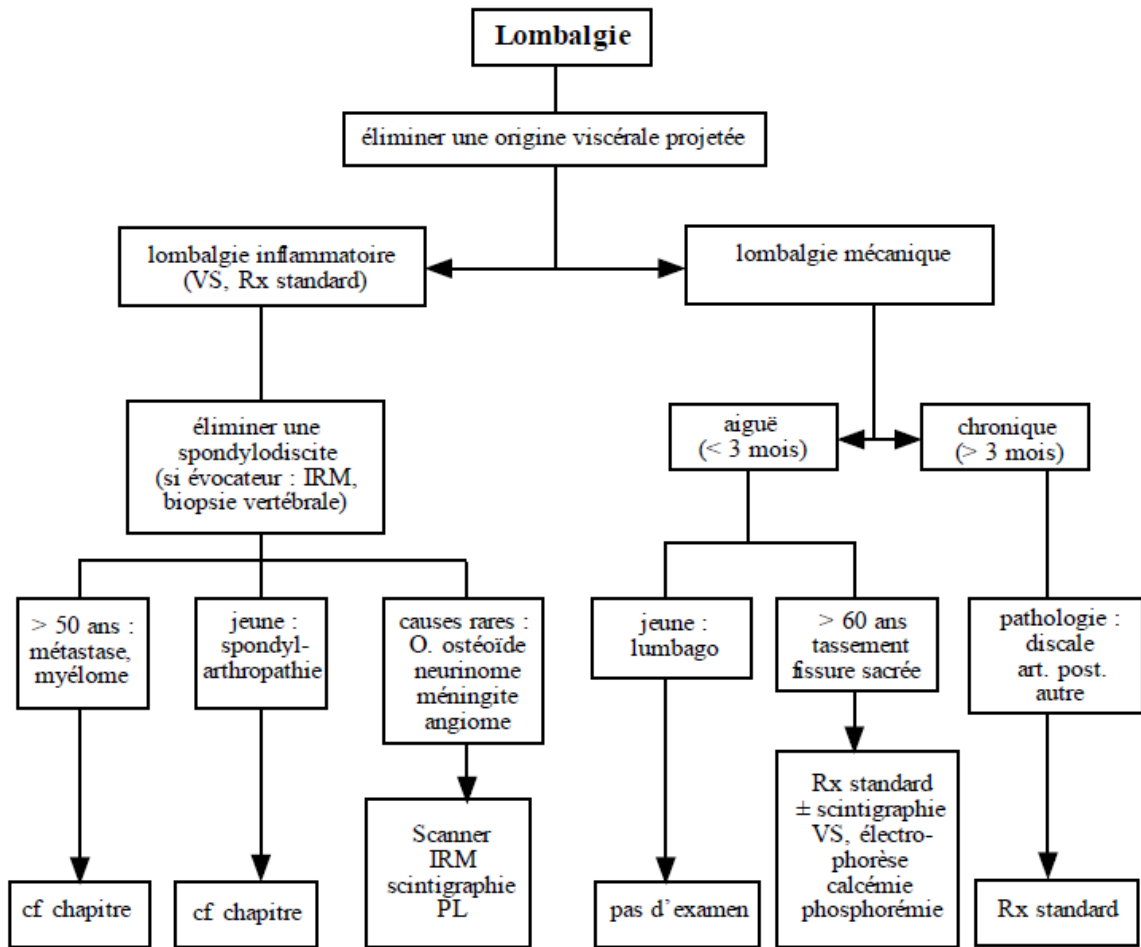 Lombalgie
éliminer une origine viscérale projetée
lombalgie inflammatoire
(VS, Rx standard)
lombalgie mécanique
éliminer une
spondylodiscite
(si évocateur : IRM,
biopsie vertébrale)
aiguë
(< 3 mois)
chronique
(> 3 mois)
> 50 ans :
métastase,
myélome
jeune :
spondyl-
arthropathie
causes rares :
O. ostéoïde
neurinome
méningite
angiome
jeune :
lumbago
> 60 ans
tassement
fissure sacrée
pathologie :
discale
art. post.
autre
cf chapitre
cf chapitre
Scanner
IRM
scintigraphie
PL
pas d'examen
Rx standard
± scintigraphie
VS, électro-
phorèse
calcémie
phosphorémie
Rx standard